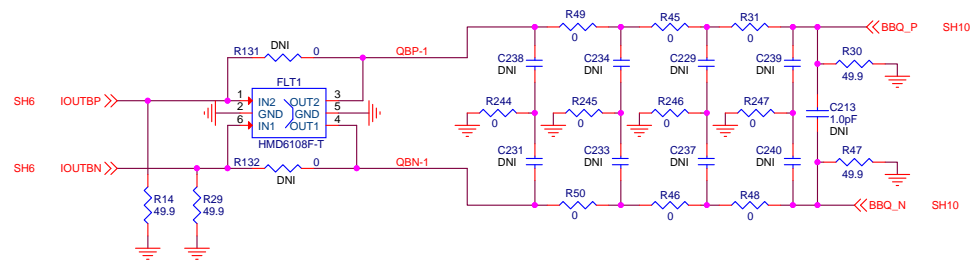 R49
0
R45
0
R31
0
BBQ_P
SH10
R131
DNI
0
QBP-1
C238
DNI
C234
DNI
C229
DNI
C239
DNI
R30
49.9
FLT1
SH6
IOUTBP
1
2
6
IN2
GND
IN1
OUT2
GND
OUT1
3
5
4
HMD6108F-T
R244
0
R245
0
R246
0
R247
0
C213
1.0pF
DNI
SH6
IOUTBN
R132
0
DNI
QBN-1
C231
DNI
C233
DNI
C237
DNI
C240
DNI
R47
49.9
R14
49.9
R29
49.9
R50
0
R46
0
R48
0
BBQ_N
SH10